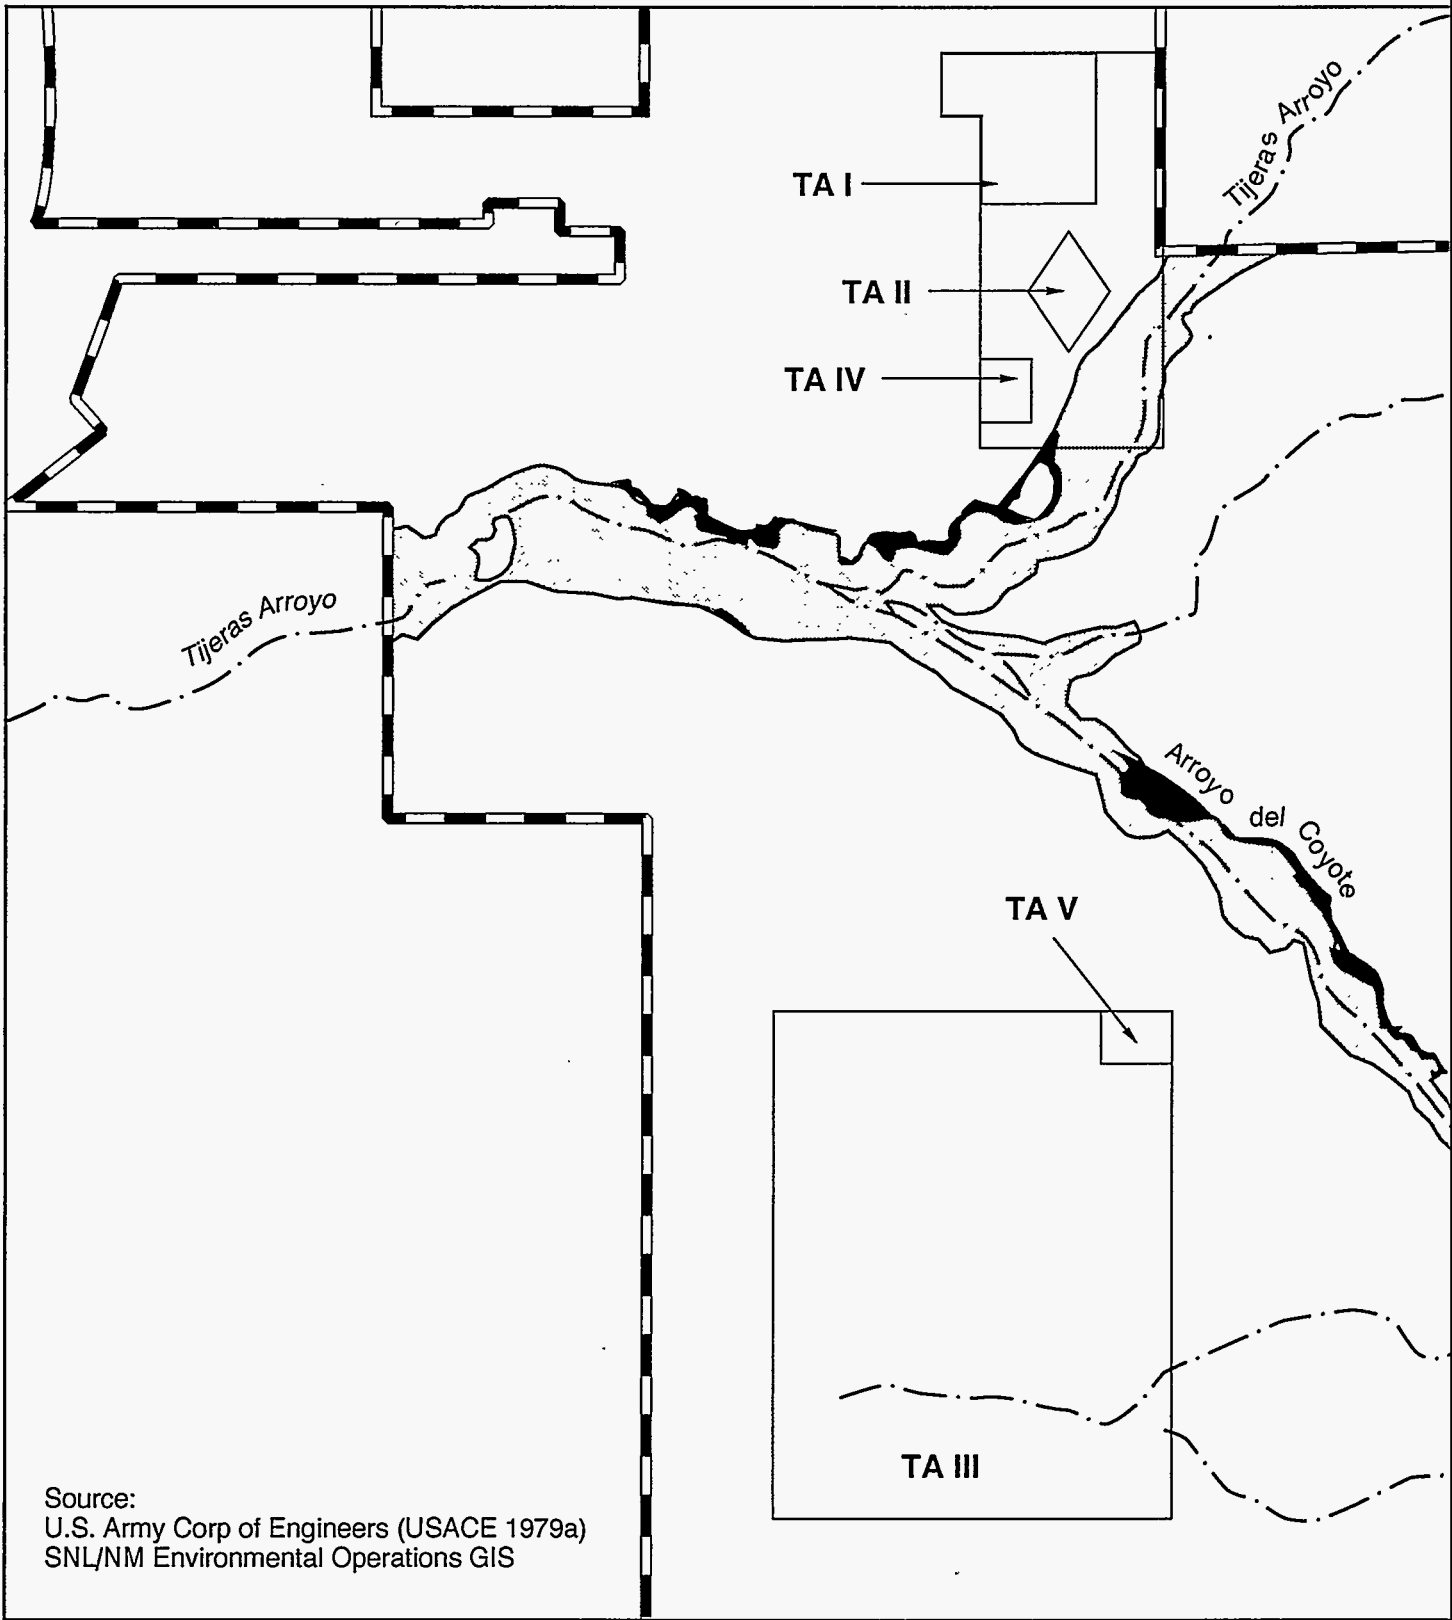 Tijeras Arroyo
TA I
TA II
TA IV
Tijeras Arroyo
Arroyo del Coyote
TA V
TA III
Source:
U.S. Army Corp of Engineers (USACE 1979a)
SNL/NM Environmental Operations GIS